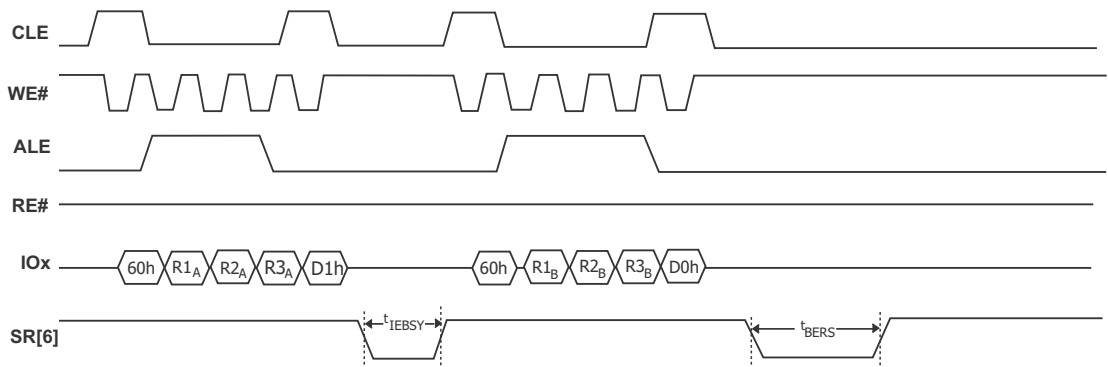 CLE
WE#
ALE
RE#
IOx 60h R1A R2A R3A D1h 60h R1B R2B R3B D0h
SR[6] tIEBSY tBERS